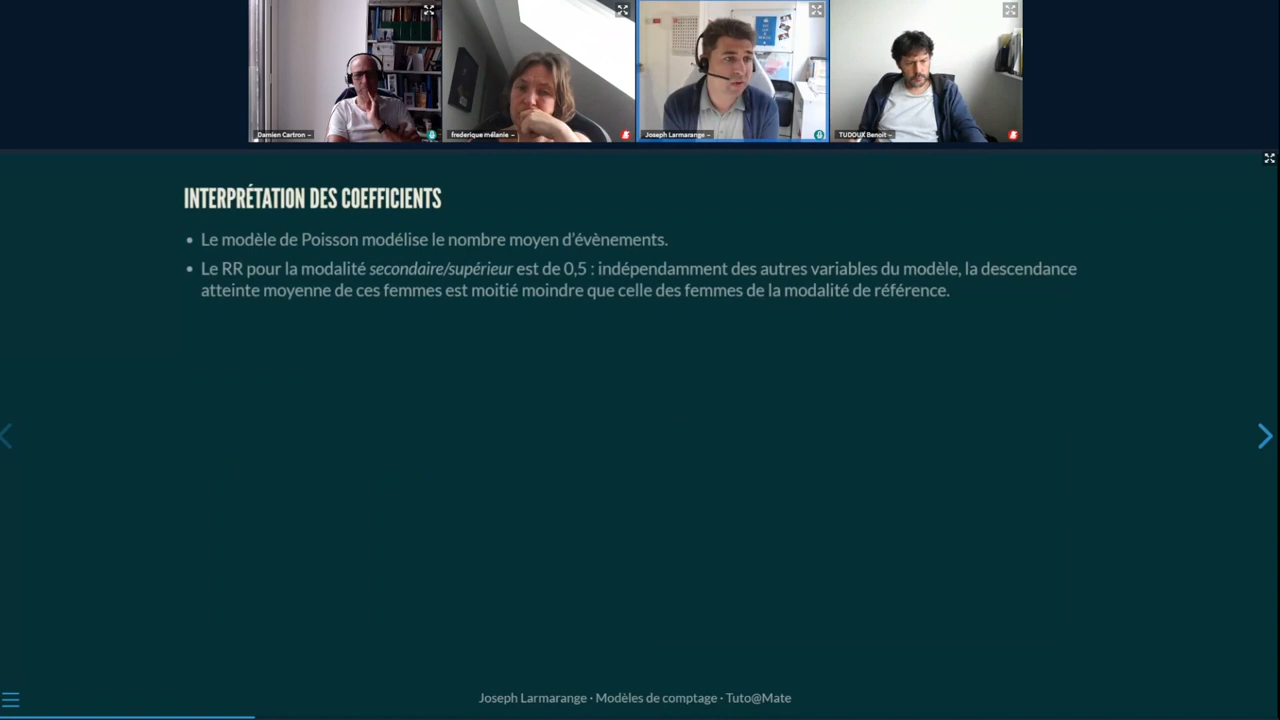 Damien Cartron
frederique mélanie
Joseph Larmarange
TUDOUX Benoit
INTERPRÉTATION DES COEFFICIENTS
• Le modèle de Poisson modélise le nombre moyen d'évènements.
• Le RR pour la modalité secondaire/supérieur est de 0,5 : indépendamment des autres variables du modèle, la descendance
atteinte moyenne de ces femmes est moitié moindre que celle des femmes de la modalité de référence.
Joseph Larmarange · Modèles de comptage · Tuto@Mate